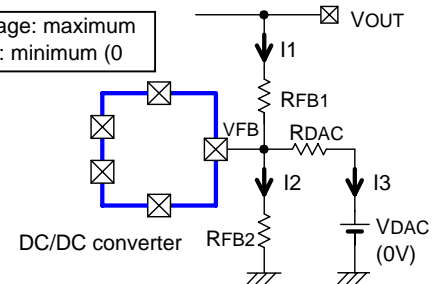 age: maximum
: minimum (0
VOUT
I1
RFB1
VFB
RDAC
I2
I3
RFB2
VDAC
(0V)
DC/DC converter